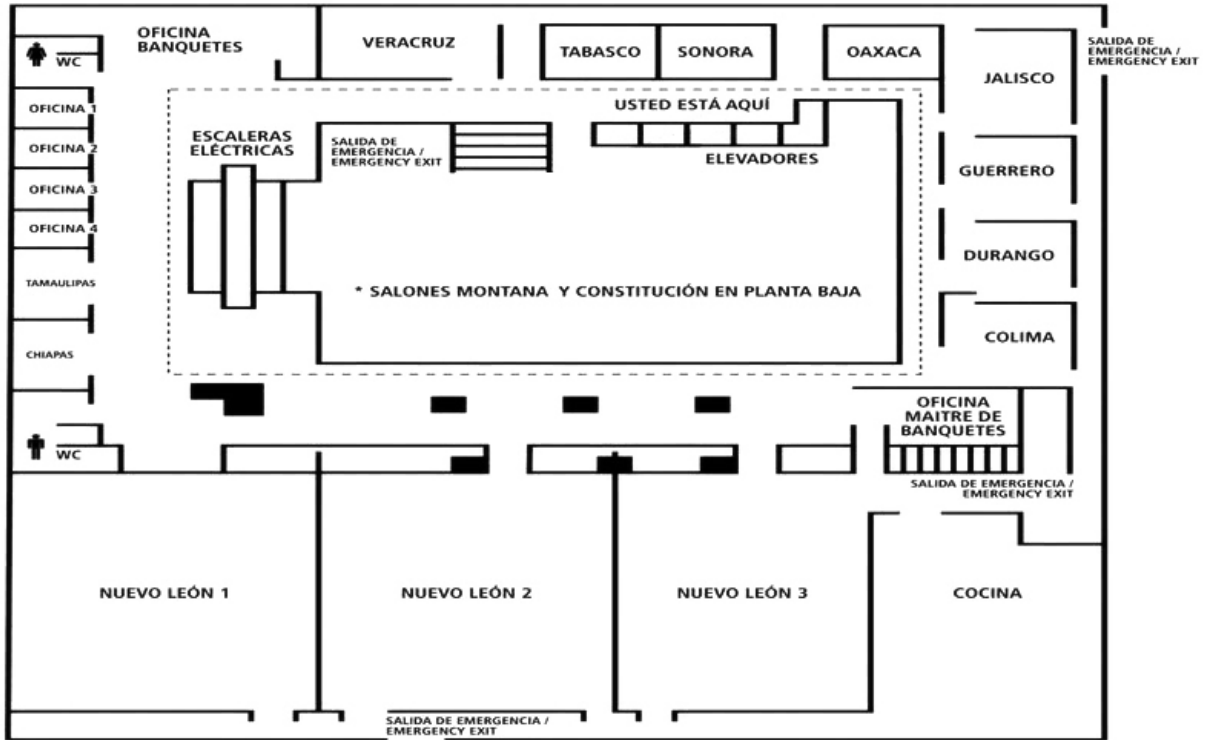 OFICINA
BANQUETES
VERACRUZ
TABASCO
SONORA
OAXACA
JALISCO
SALIDA DE
EMERGENCIA /
EMERGENCY EXIT
WC
OFICINA 1
OFICINA 2
OFICINA 3
OFICINA 4
TAMAULIPAS
CHIAPAS
WC
ESCALERAS
ELÉCTRICAS
SALIDA DE
EMERGENCIA /
EMERGENCY EXIT
USTED ESTÁ AQUÍ
ELEVADORES
* SALONES MONTANA Y CONSTITUCIÓN EN PLANTA BAJA
GUERRERO
DURANGO
COLIMA
OFICINA
MAITRE DE
BANQUETES
SALIDA DE EMERGENCIA /
EMERGENCY EXIT
NUEVO LEÓN 1
NUEVO LEÓN 2
NUEVO LEÓN 3
COCINA
SALIDA DE EMERGENCIA /
EMERGENCY EXIT